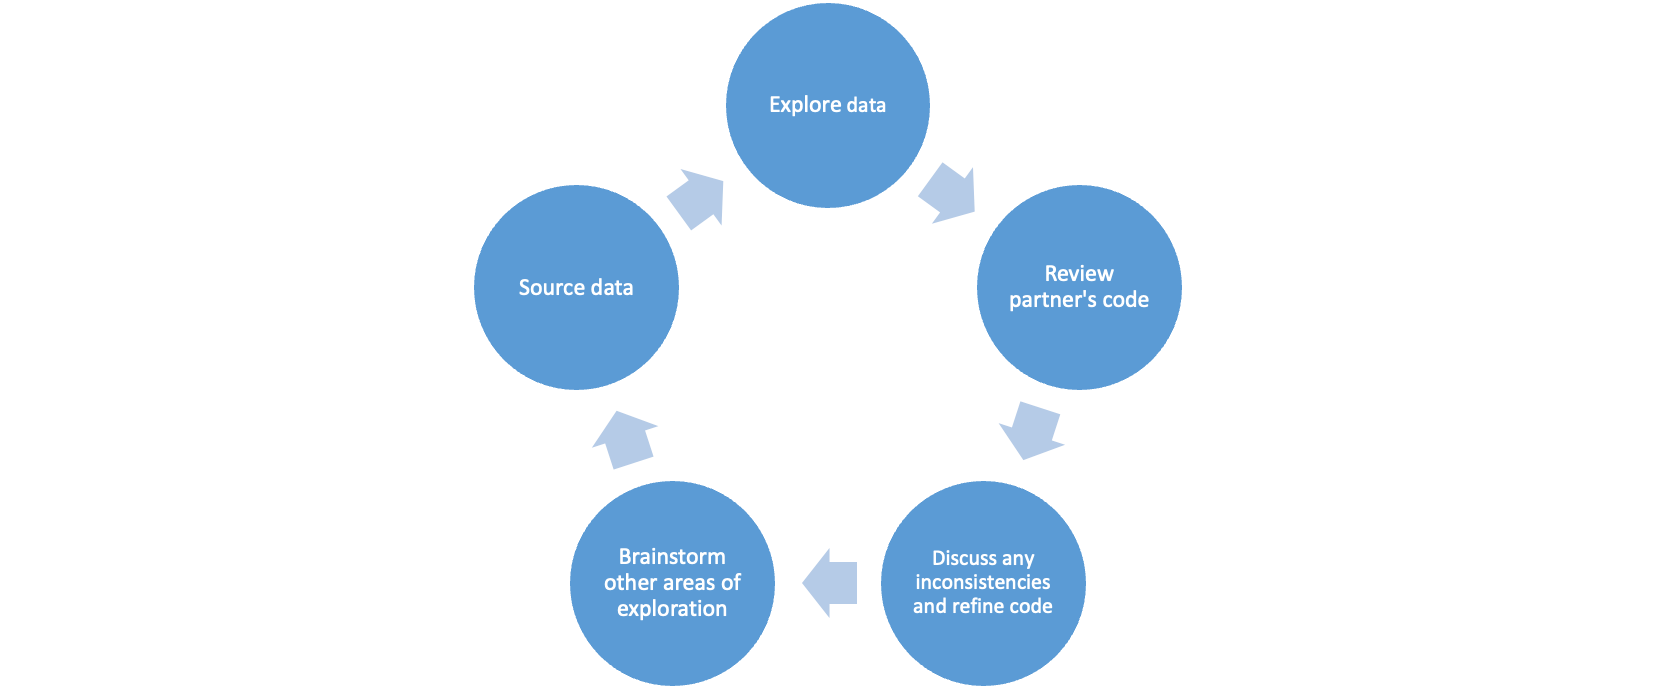 Explore data
Review
partner's code
Discuss any
inconsistencies
and refine code
Brainstorm
other areas of
exploration
Source data